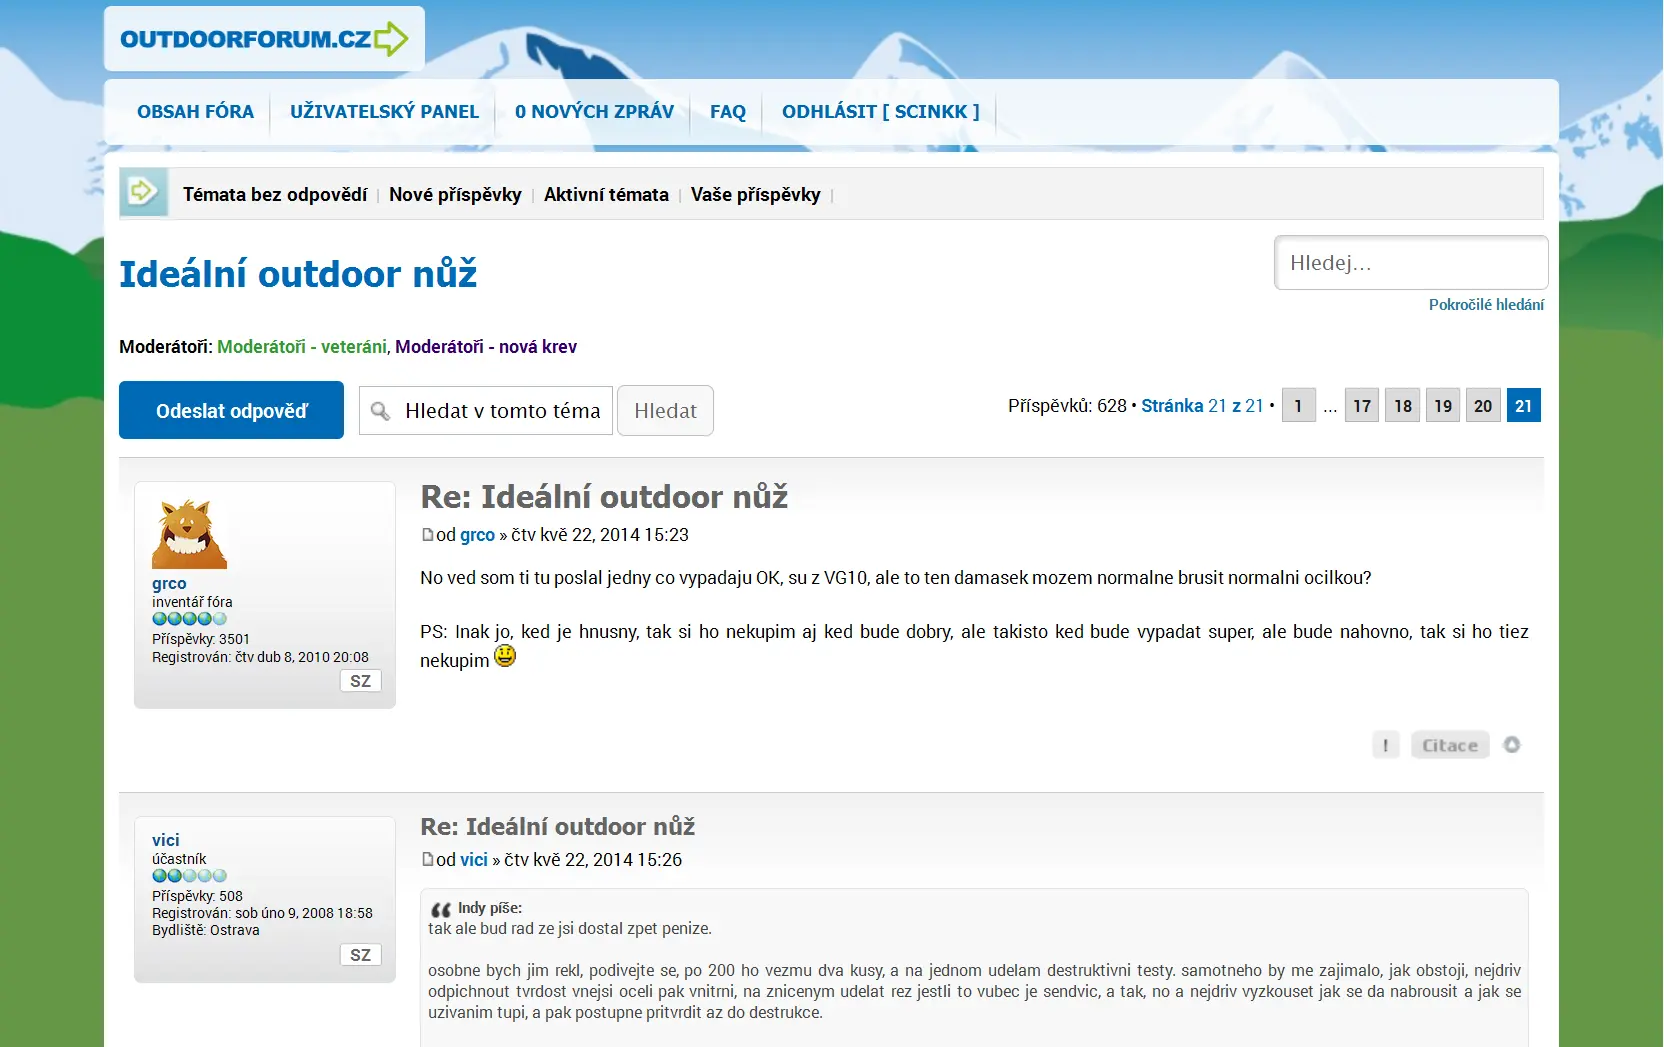 OUTDOORFORUM.CZ
OBSAH FÓRA
UŽIVATELSKÝ PANEL
0 NOVÝCH ZPRÁV
FAQ
ODHLÁSIT [ SCINKK ]
Témata bez odpovědí | Nové příspěvky | Aktivní témata | Vaše příspěvky |
Ideální outdoor nůž
Hledej…
Pokročilé hledání
Moderátoři: Moderátoři - veteráni, Moderátoři - nová krev
Odeslat odpověď
Hledat v tomto téma
Hledat
Příspěvků: 628 • Stránka 21 z 21 • 1 ... 17 18 19 20 21
grco
inventář fóra
Příspěvky: 3501
Registrován: čtv dub 8, 2010 20:08
SZ
Re: Ideální outdoor nůž
od grco » čtv kvě 22, 2014 15:23
No ved som ti tu poslal jedny co vypadaju OK, su z VG10, ale to ten damasek mozem normalne brusit normalni ocilkou?
PS: Inak jo, ked je hnusny, tak si ho nekupim aj ked bude dobry, ale takisto ked bude vypadat super, ale bude nahovno, tak si ho tiez
nekupim
!
Citace
vici
účastník
Příspěvky: 508
Registrován: sob úno 9, 2008 18:58
Bydliště: Ostrava
SZ
Re: Ideální outdoor nůž
od vici » čtv kvě 22, 2014 15:26
Indy píše:
tak ale bud rad ze jsi dostal zpet penize.
osobne bych jim rekl, podivejte se, po 200 ho vezmu dva kusy, a na jednom udelam destruktivni testy. samotneho by me zajimalo, jak obstoji, nejdriv
odpichnout tvrdost vnejsi oceli pak vnitrni, na znicenym udelat rez jestli to vubec je sendvic, a tak, no a nejdriv vyzkouset jak se da nabrousit a jak se
uzivanim tupi, a pak postupne pritvrdit az do destrukce.